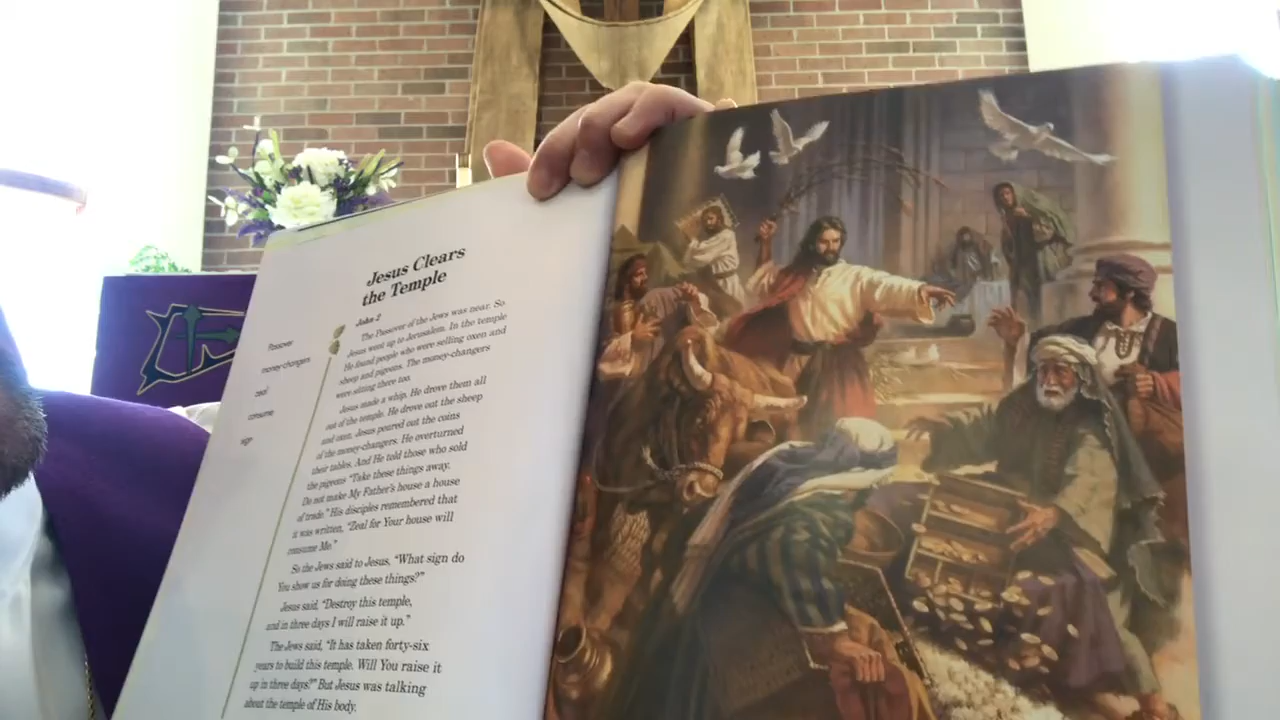 Jesus Clears
the Temple
John 2
The Passover of the Jews was near. So
Jesus went up to Jerusalem. In the temple
He found people who were selling oxen and
sheep and pigeons. The money-changers
were sitting there too.
Jesus made a whip. He drove them all
out of the temple. He drove out the sheep
and oxen. Jesus poured out the coins
of the money-changers. He overturned
their tables. And He told those who sold
the pigeons "Take these things away.
Do not make My Father's house a house
of trade." His disciples remembered that
it was written, "Zeal for Your house will
consume Me."
So the Jews said to Jesus, "What sign do
You show us for doing these things?"
Jesus said, "Destroy this temple,
and in three days I will raise it up."
The Jews said, "It has taken forty-six
years to build this temple. Will You raise it
up in three days?" But Jesus was talking
about the temple of His body.
Passover
money-changers
zeal
consume
sign